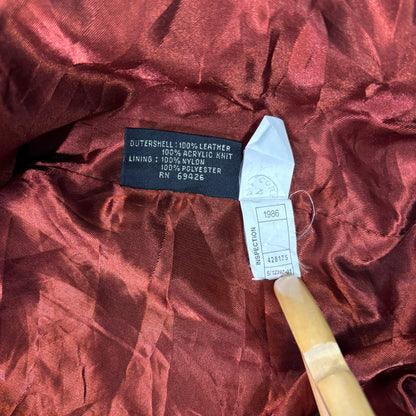 OUTERSHELL: 100% LEATHER
100% ACRYLIC KNIT
LINING: 100% NYLON
100% POLYESTER
RN 69426
INSPECTION
1986
428175